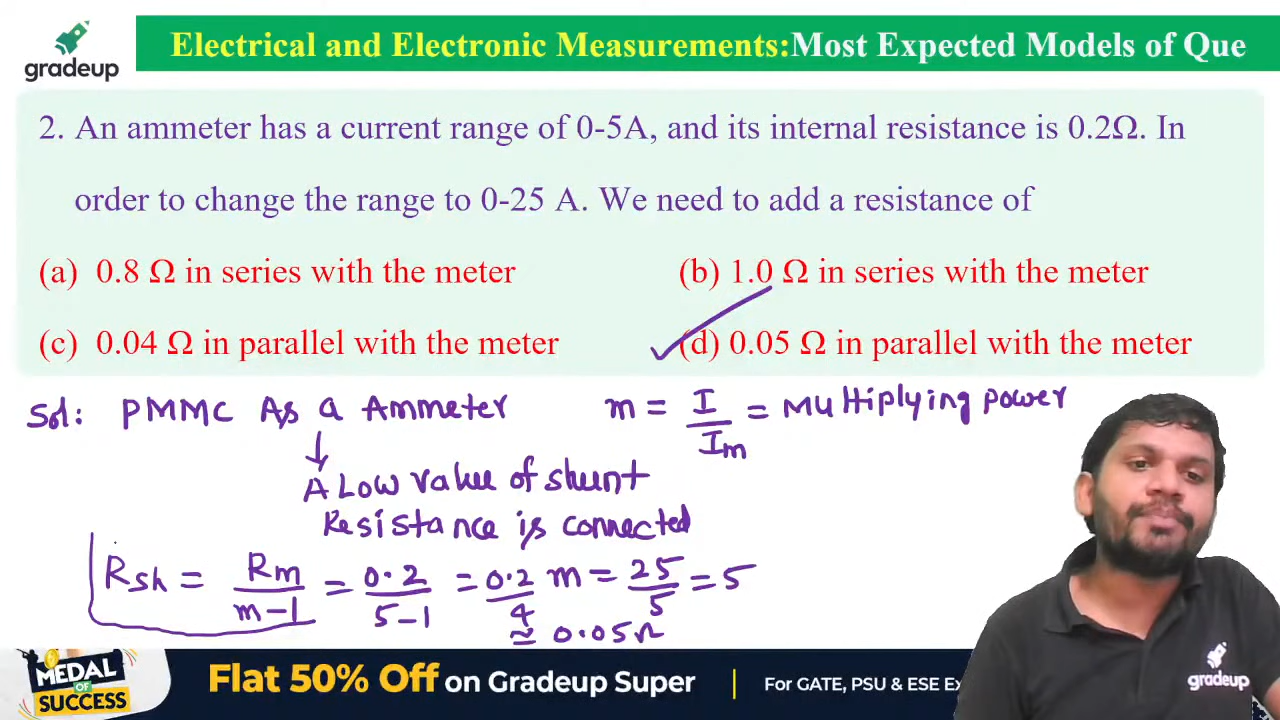 gradeup
Electrical and Electronic Measurements:Most Expected Models of Que
2. An ammeter has a current range of 0-5A, and its internal resistance is 0.2Ω. In
order to change the range to 0-25 A. We need to add a resistance of
(a) 0.8 Ω in series with the meter
(b) 1.0 Ω in series with the meter
(c) 0.04 Ω in parallel with the meter
(d) 0.05 Ω in parallel with the meter
Sol: PMMC As a Ammeter
m = I/Im = Multiplying power
↓
A Low value of shunt
Resistance is connected
Rsh = Rm/m-1 = 0.2/5-1 = 0.2/4 m = 25/5 = 5
≈ 0.05Ω
MEDAL
OF
SUCCESS
Flat 50% Off on Gradeup Super | For GATE, PSU & ESE Ex
gradeup